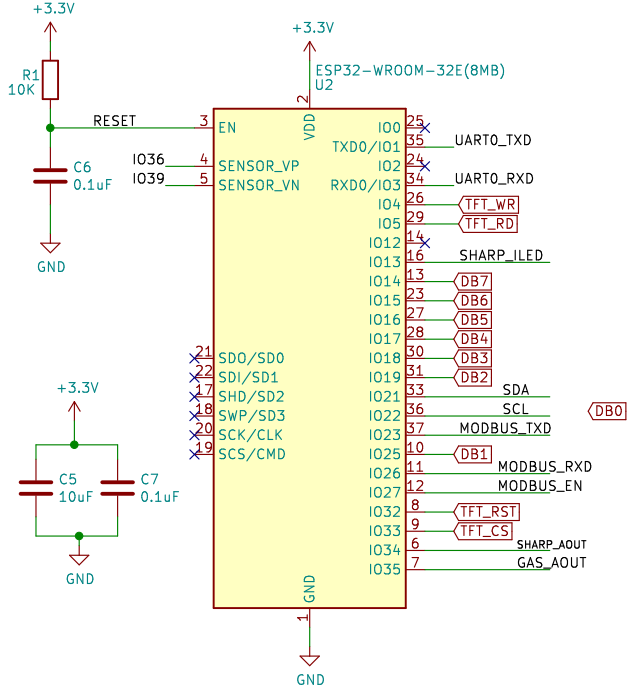 +3.3V
+3.3V
ESP32-WROOM-32E(8MB)
U2
R1
10K
2
VDD
RESET 3 EN
IO0 25
TXD0/IO1 35 UART0_TXD
IO36 4 SENSOR_VP
IO2 24
C6
0.1uF
IO39 5 SENSOR_VN
RXD0/IO3 34 UART0_RXD
IO4 26 TFT_WR
IO5 29 TFT_RD
IO12 14
GND
IO13 16 SHARP_ILED
IO14 13 DB7
IO15 23 DB6
IO16 27 DB5
IO17 28 DB4
21 SDO/SD0
IO18 30 DB3
22 SDI/SD1
IO19 31 DB2
+3.3V
17 SHD/SD2
IO21 33 SDA
18 SWP/SD3
IO22 36 SCL
DB0
20 SCK/CLK
IO23 37 MODBUS_TXD
19 SCS/CMD
IO25 10 DB1
IO26 11 MODBUS_RXD
C5
10uF
C7
0.1uF
IO27 12 MODBUS_EN
IO32 8 TFT_RST
IO33 9 TFT_CS
IO34 6 SHARP_AOUT
IO35 7 GAS_AOUT
GND
GND
1
GND